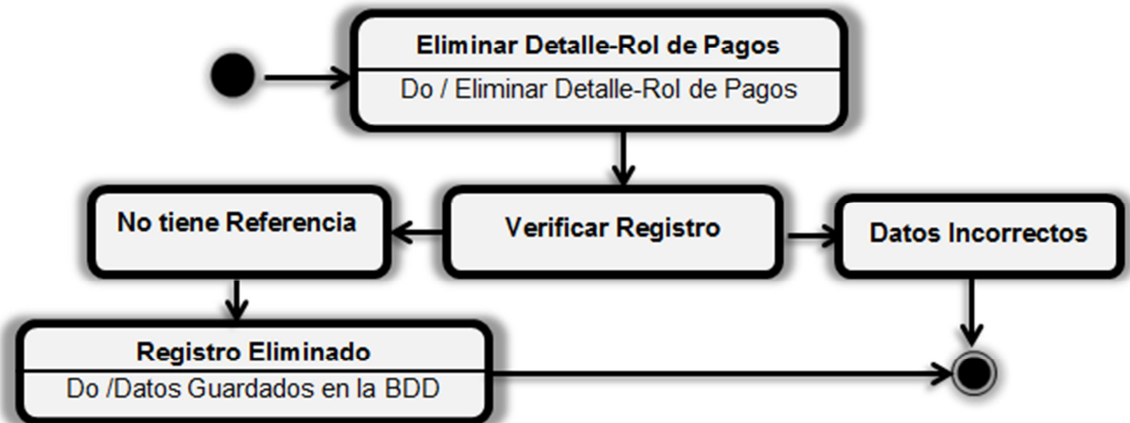 Eliminar Detalle-Rol de Pagos
Do / Eliminar Detalle-Rol de Pagos
No tiene Referencia
Verificar Registro
Datos Incorrectos
Registro Eliminado
Do /Datos Guardados en la BDD